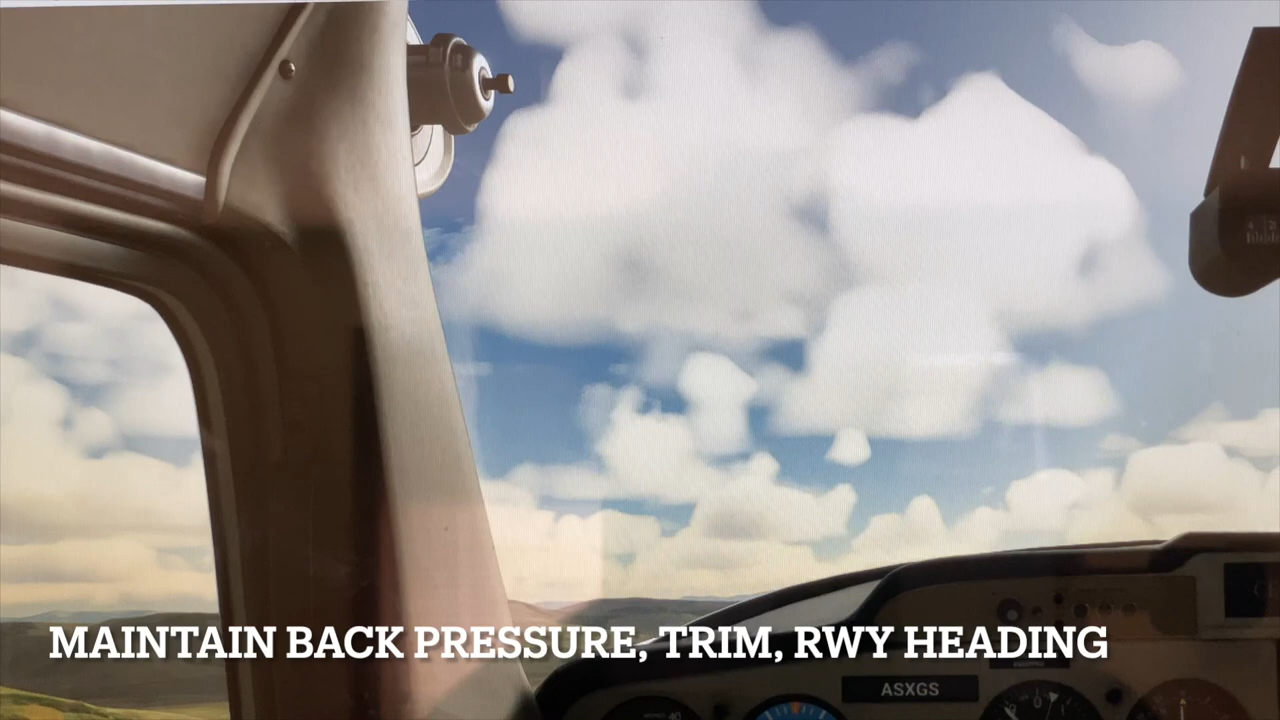 MAINTAIN BACK PRESSURE, TRIM, RWY HEADING
ASXGS